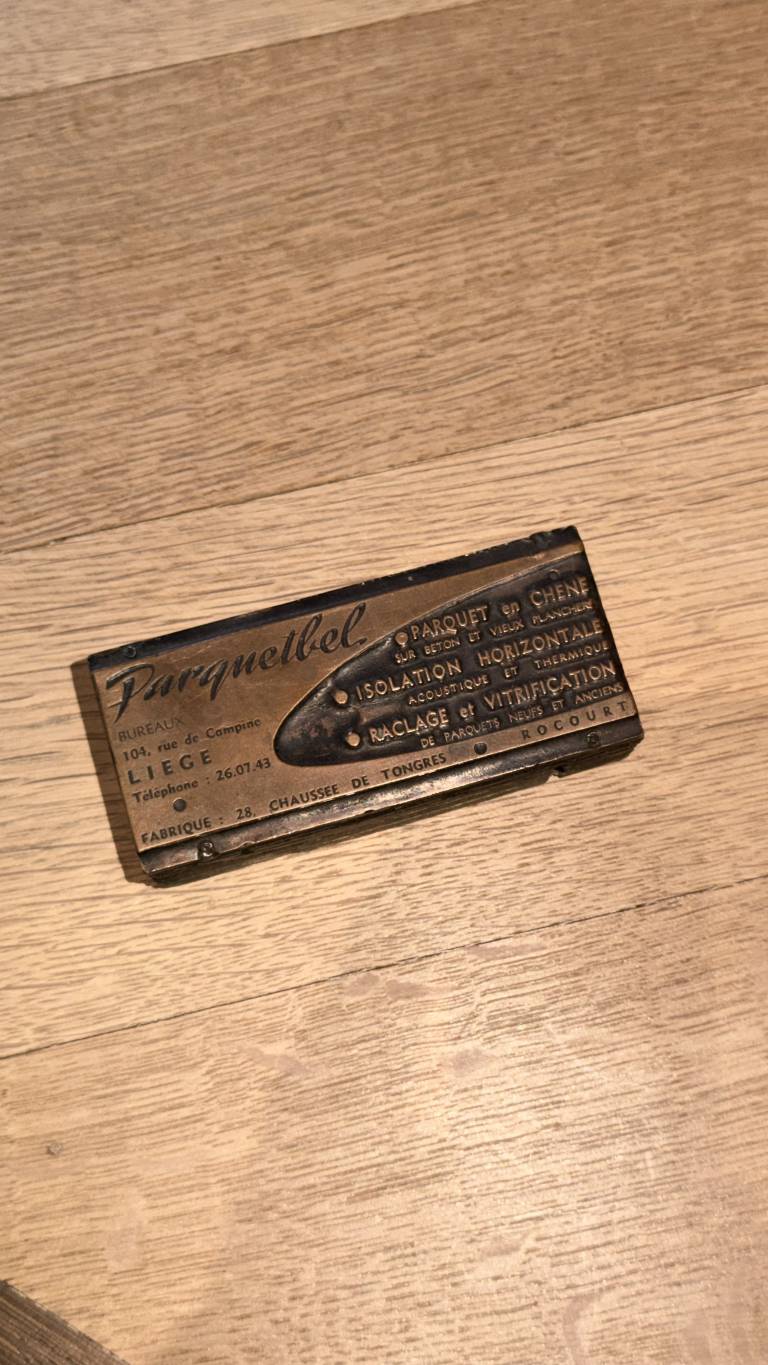 Parquetbel
BUREAUX
104, rue de Campine
LIEGE
Téléphone : 26.07.43
PARQUET en CHENE
SUR BETON ET VIEUX PLANCHERS
ISOLATION HORIZONTALE
ACOUSTIQUE ET THERMIQUE
RACLAGE et VITRIFICATION
DE PARQUETS NEUFS ET ANCIENS
FABRIQUE : 28, CHAUSSEE DE TONGRES ROCOURT